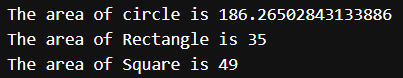 The area of circle is 186.26502843133886
The area of Rectangle is 35
The area of Square is 49